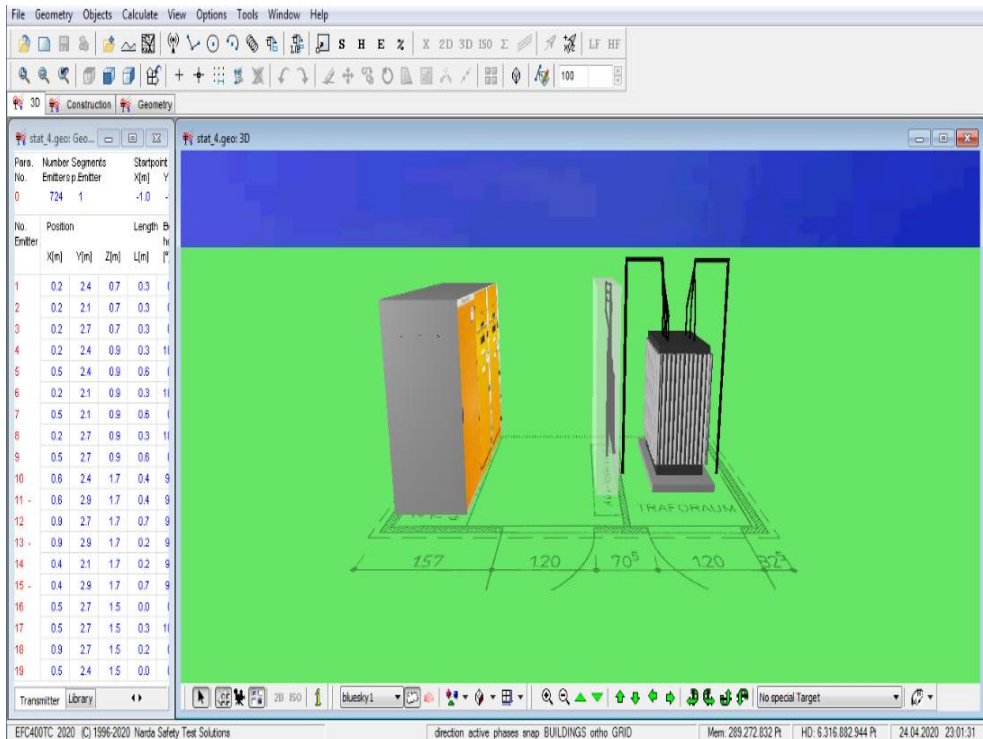 File Geometry Objects Calculate View Options Tools Window Help
S H E % X 2D 3D ISO Σ LF HF
100
3D Construction Geometry
stat_4.geo: Geo...
Para. Number Segments Startpoint
No. Emitters p.Emitter X[m] Y
0 724 1 -1.0 -
No. Position Length
Emitter
X[m] Y[m] Z[m] L[m]
1 0.2 2.4 0.7 0.3
2 0.2 2.1 0.7 0.3
3 0.2 2.7 0.7 0.3
4 0.2 2.4 0.9 0.3
5 0.5 2.4 0.9 0.6
6 0.2 2.1 0.9 0.3
7 0.5 2.1 0.9 0.6
8 0.2 2.7 0.9 0.3
9 0.5 2.7 0.9 0.6
10 0.6 2.4 1.7 0.4 9
11 - 0.6 2.9 1.7 0.4 9
12 0.9 2.7 1.7 0.7 9
13 - 0.9 2.9 1.7 0.2 9
14 0.4 2.1 1.7 0.2 9
15 - 0.4 2.9 1.7 0.7 9
16 0.5 2.7 1.5 0.0
17 0.5 2.7 1.5 0.3
18 0.9 2.7 1.5 0.2
19 0.5 2.4 1.5 0.0
Transmitter Library
stat_4.geo: 3D
TRAFORAUM
157 120 70⁵ 120 32⁵
2D ISO bluesky1 No special Target
EFC400TC 2020 (C) 1996-2020 Narda Safety Test Solutions direction active phases snap BUILDINGS ortho GRID Mem: 289.272.832 Pt HD: 6.316.882.944 Pt 24.04.2020 23:01:31